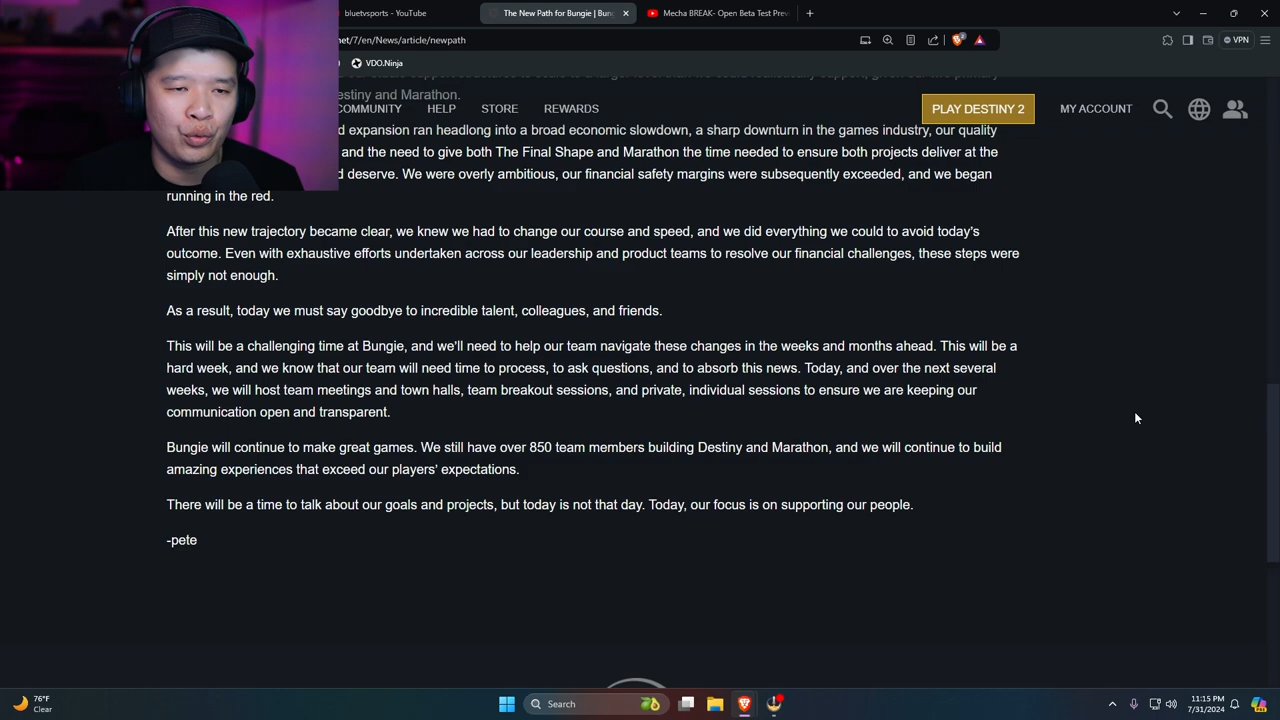 bluetvsports - YouTube
The New Path for Bungie | Bung
Mecha BREAK- Open Beta Test Prev
net/7/en/News/article/newpath
VPN
VDO.Ninja
estiny and Marathon.
OMMUNITY HELP STORE REWARDS PLAY DESTINY 2 MY ACCOUNT
d expansion ran headlong into a broad economic slowdown, a sharp downturn in the games industry, our quality
and the need to give both The Final Shape and Marathon the time needed to ensure both projects deliver at the
d deserve. We were overly ambitious, our financial safety margins were subsequently exceeded, and we began
running in the red.
After this new trajectory became clear, we knew we had to change our course and speed, and we did everything we could to avoid today's
outcome. Even with exhaustive efforts undertaken across our leadership and product teams to resolve our financial challenges, these steps were
simply not enough.
As a result, today we must say goodbye to incredible talent, colleagues, and friends.
This will be a challenging time at Bungie, and we'll need to help our team navigate these changes in the weeks and months ahead. This will be a
hard week, and we know that our team will need time to process, to ask questions, and to absorb this news. Today, and over the next several
weeks, we will host team meetings and town halls, team breakout sessions, and private, individual sessions to ensure we are keeping our
communication open and transparent.
Bungie will continue to make great games. We still have over 850 team members building Destiny and Marathon, and we will continue to build
amazing experiences that exceed our players' expectations.
There will be a time to talk about our goals and projects, but today is not that day. Today, our focus is on supporting our people.
-pete
76°F
Clear
Search
11:15 PM
7/31/2024